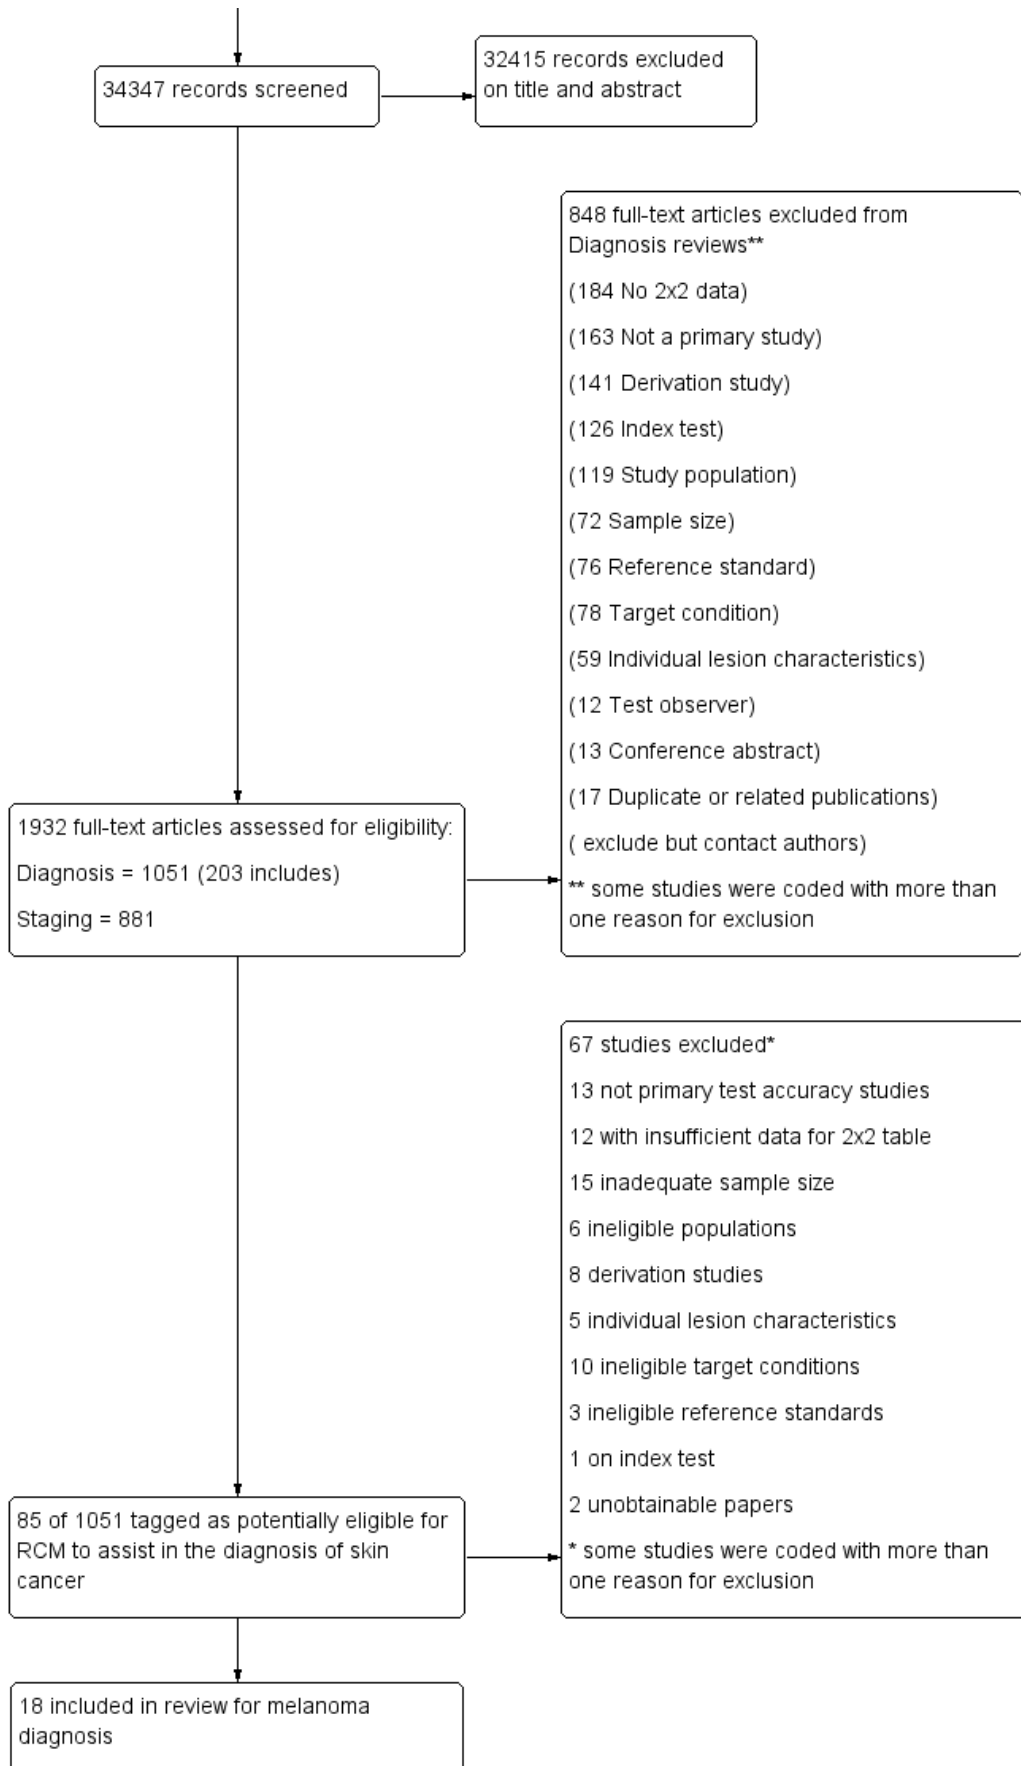 34347 records screened
32415 records excluded
on title and abstract
848 full-text articles excluded from
Diagnosis reviews**
(184 No 2x2 data)
(163 Not a primary study)
(141 Derivation study)
(126 Index test)
(119 Study population)
(72 Sample size)
(76 Reference standard)
(78 Target condition)
(59 Individual lesion characteristics)
(12 Test observer)
(13 Conference abstract)
(17 Duplicate or related publications)
( exclude but contact authors)
** some studies were coded with more than
one reason for exclusion
1932 full-text articles assessed for eligibility:
Diagnosis = 1051 (203 includes)
Staging = 881
67 studies excluded*
13 not primary test accuracy studies
12 with insufficient data for 2x2 table
15 inadequate sample size
6 ineligible populations
8 derivation studies
5 individual lesion characteristics
10 ineligible target conditions
3 ineligible reference standards
1 on index test
2 unobtainable papers
* some studies were coded with more than
one reason for exclusion
85 of 1051 tagged as potentially eligible for
RCM to assist in the diagnosis of skin
cancer
18 included in review for melanoma
diagnosis